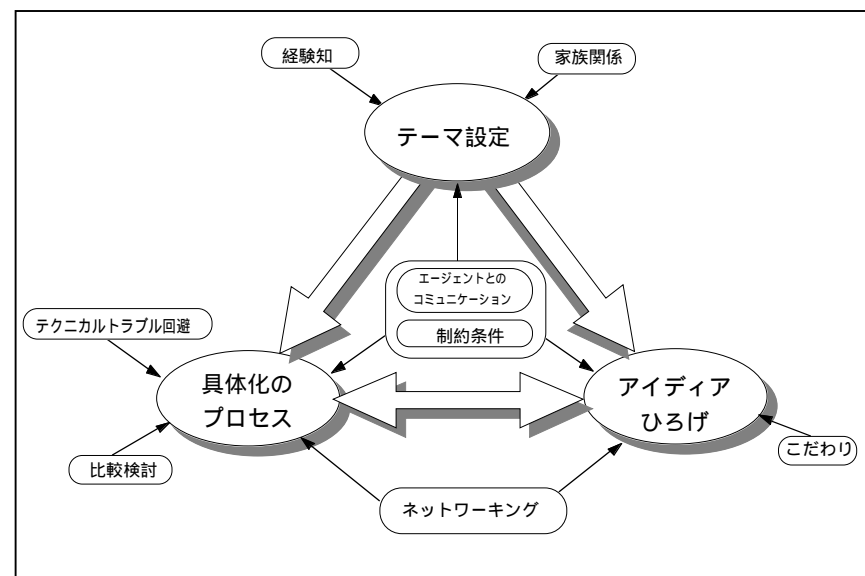 経験知
家族関係
テーマ設定
エージェントとの
コミュニケーション
制約条件
テクニカルトラブル回避
具体化の
プロセス
アイディア
ひろげ
こだわり
比較検討
ネットワーキング